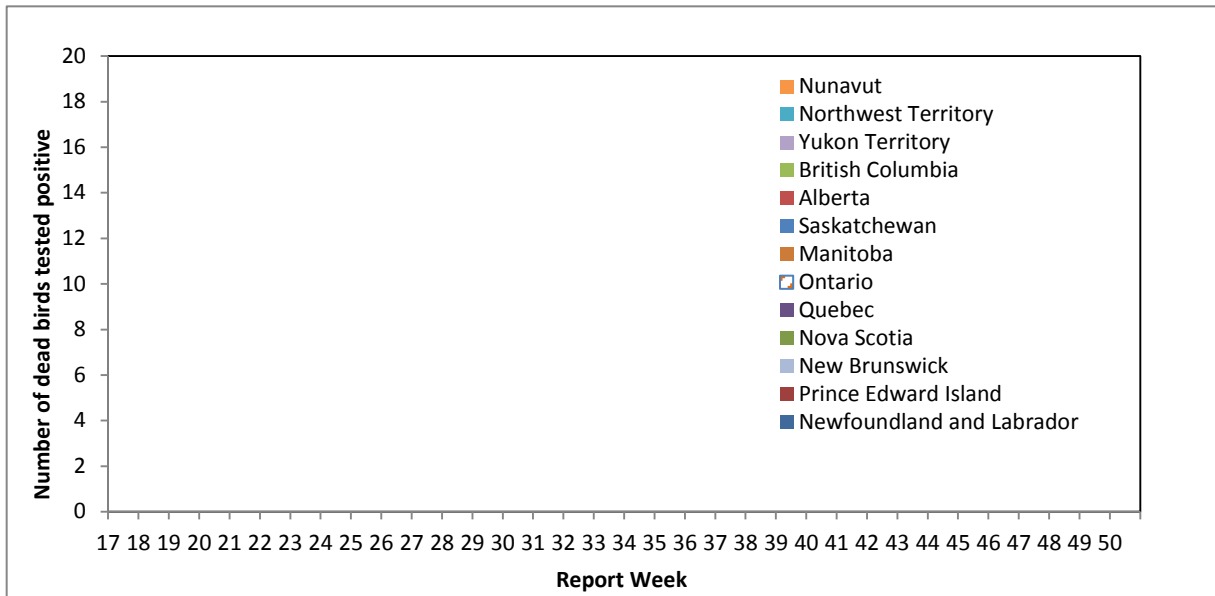 Number of dead birds tested positive
20
18
16
14
12
10
8
6
4
2
0
Nunavut
Northwest Territory
Yukon Territory
British Columbia
Alberta
Saskatchewan
Manitoba
Ontario
Quebec
Nova Scotia
New Brunswick
Prince Edward Island
Newfoundland and Labrador
17 18 19 20 21 22 23 24 25 26 27 28 29 30 31 32 33 34 35 36 37 38 39 40 41 42 43 44 45 46 47 48 49 50
Report Week